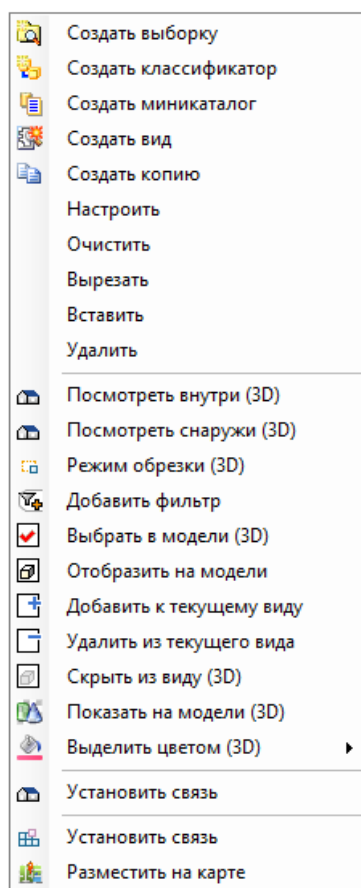 Создать выборку
Создать классификатор
Создать миникаталог
Создать вид
Создать копию
Настроить
Очистить
Вырезать
Вставить
Удалить
Посмотреть внутри (3D)
Посмотреть снаружи (3D)
Режим обрезки (3D)
Добавить фильтр
Выбрать в модели (3D)
Отобразить на модели
Добавить к текущему виду
Удалить из текущего вида
Скрыть из виду (3D)
Показать на модели (3D)
Выделить цветом (3D)
Установить связь
Установить связь
Разместить на карте